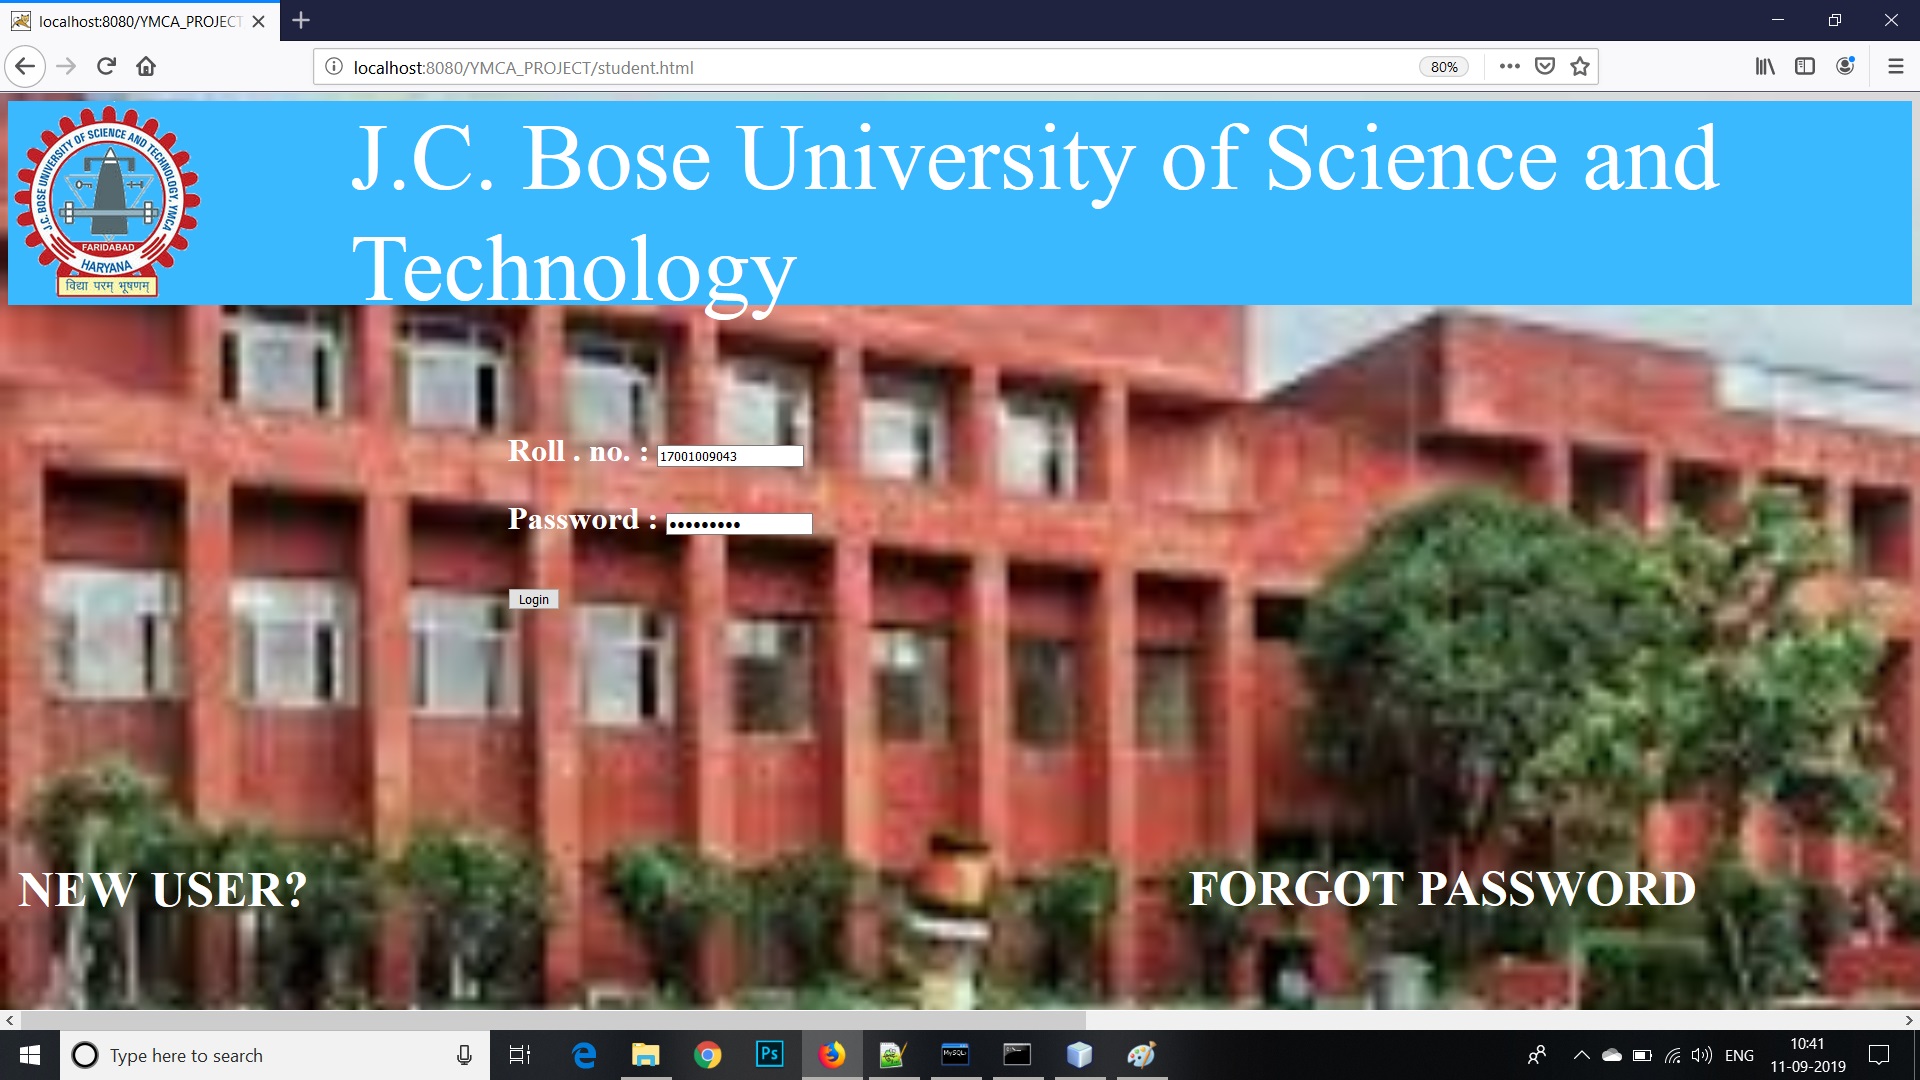 localhost:8080/YMCA_PROJECT
localhost:8080/YMCA_PROJECT/student.html
80%
J.C. BOSE UNIVERSITY OF SCIENCE AND TECHNOLOGY, YMCA
FARIDABAD
HARYANA
विद्या परम् भूषणम्
J.C. Bose University of Science and
Technology
Roll . no. : 17001009043
Password :
Login
NEW USER?
FORGOT PASSWORD
Type here to search
Ps
MySQL
ENG
10:41
11-09-2019